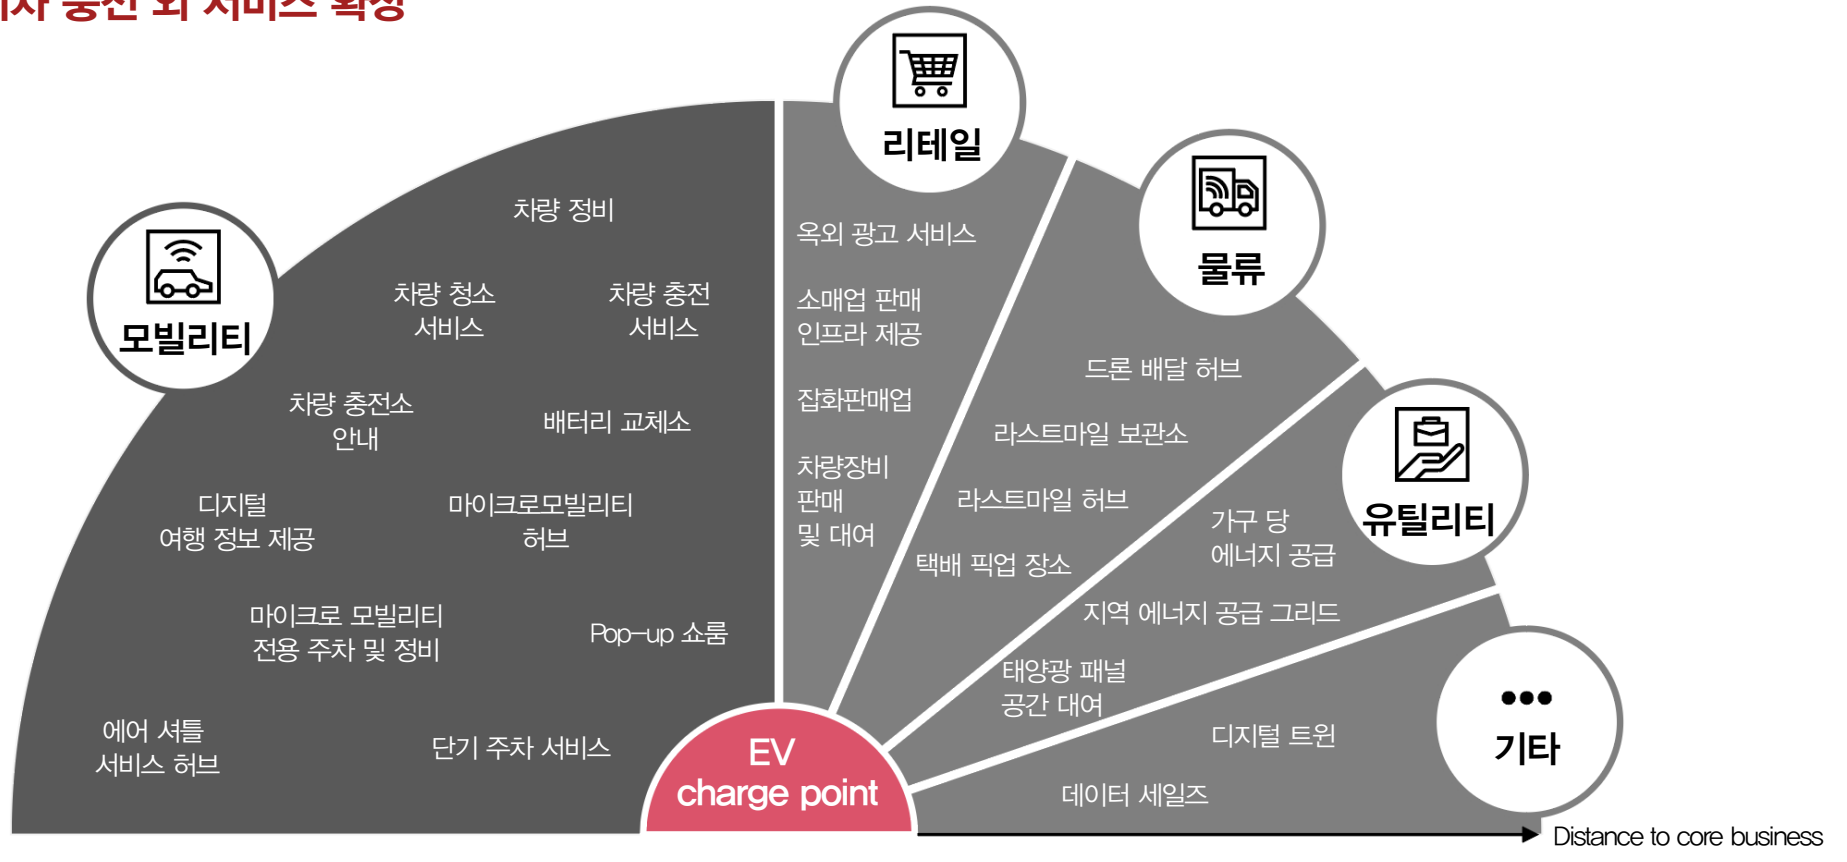 차 충전 외 서비스 확장
리테일
물류
모빌리티
유틸리티
기타
차량 정비
차량 청소
서비스
차량 충전
서비스
차량 충전소
안내
배터리 교체소
디지털
여행 정보 제공
마이크로모빌리티
허브
마이크로 모빌리티
전용 주차 및 정비
Pop-up 쇼룸
에어 셔틀
서비스 허브
단기 주차 서비스
옥외 광고 서비스
소매업 판매
인프라 제공
잡화판매업
차량장비
판매
및 대여
드론 배달 허브
라스트마일 보관소
라스트마일 허브
택배 픽업 장소
가구 당
에너지 공급
지역 에너지 공급 그리드
태양광 패널
공간 대여
디지털 트윈
데이터 세일즈
EV
charge point
Distance to core business